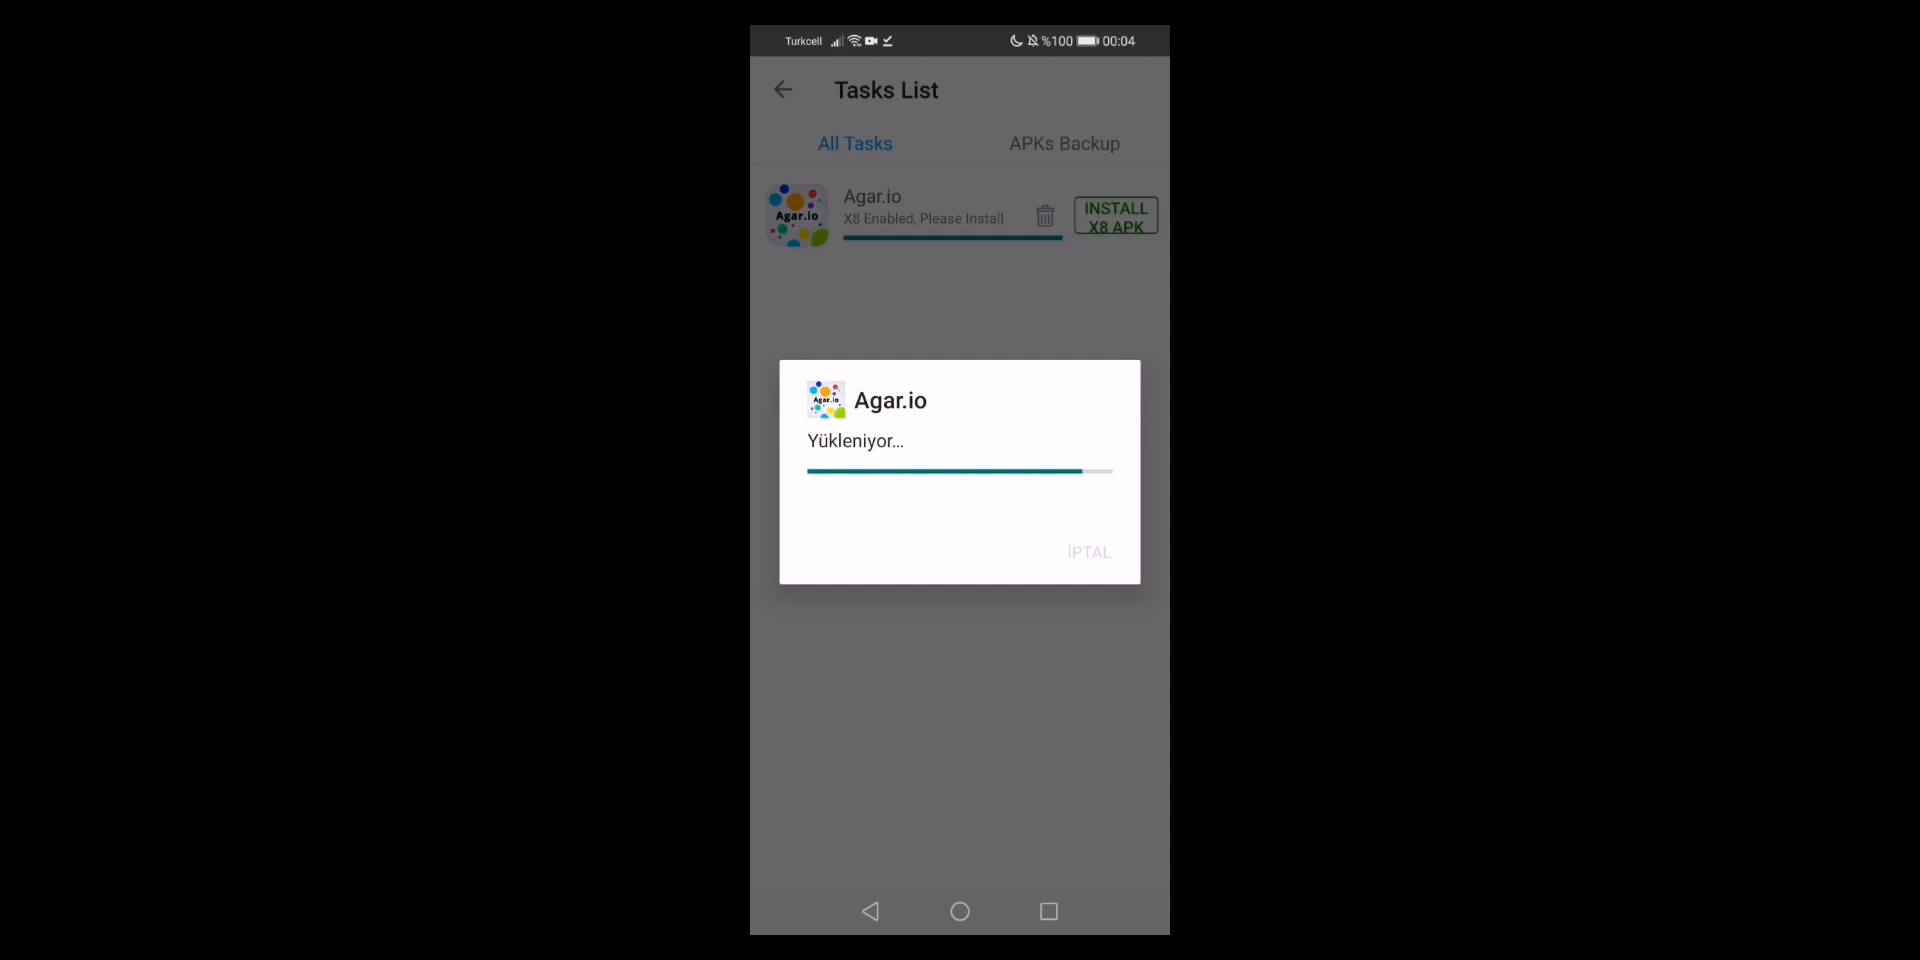 Turkcell %100 00:04
Tasks List
All Tasks APKs Backup
Agar.io
Agar.io
X8 Enabled, Please Install
INSTALL
X8 APK
Agar.io
Agar.io
Yükleniyor...
İPTAL